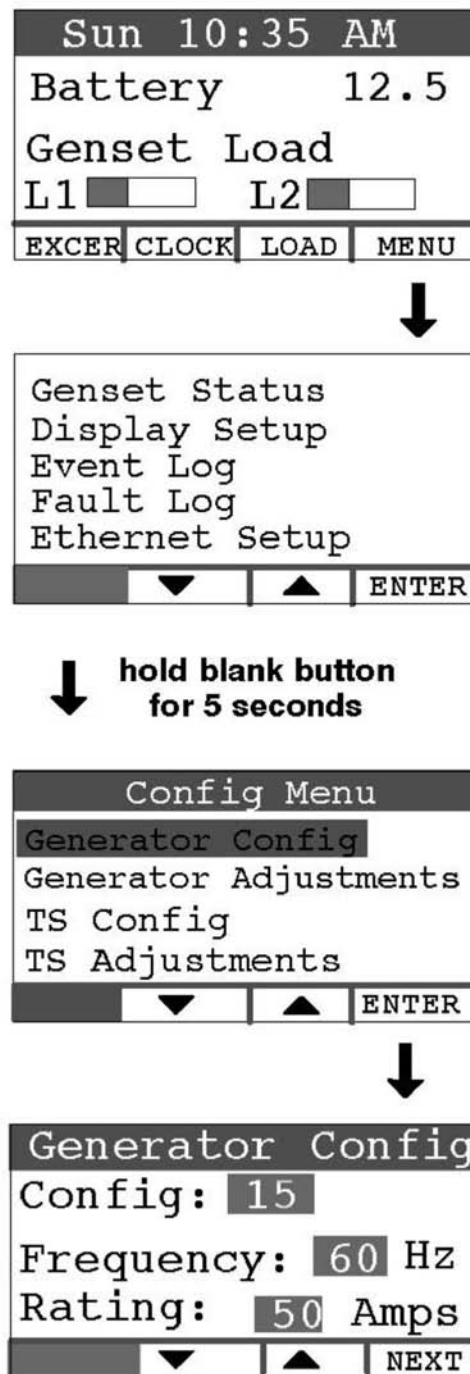 Sun 10:35 AM
Battery 12.5
Genset Load
L1 L2
EXCER CLOCK LOAD MENU
Genset Status
Display Setup
Event Log
Fault Log
Ethernet Setup
ENTER
hold blank button
for 5 seconds
Config Menu
Generator Config
Generator Adjustments
TS Config
TS Adjustments
ENTER
Generator Config
Config: 15
Frequency: 60 Hz
Rating: 50 Amps
NEXT